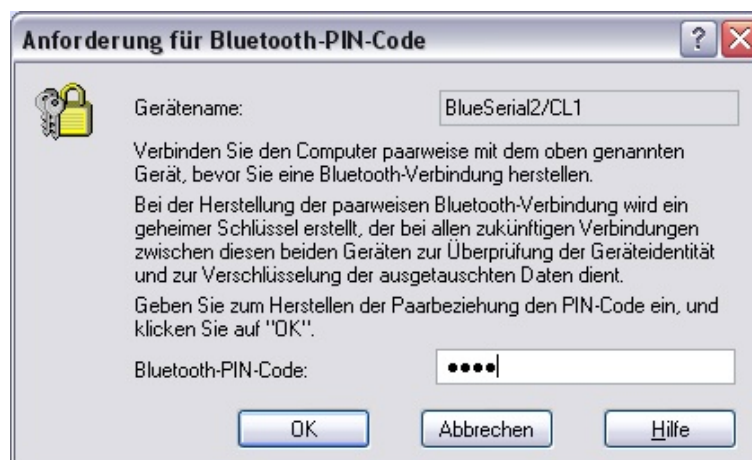 Anforderung für Bluetooth-PIN-Code
Gerätename: BlueSerial2/CL1
Verbinden Sie den Computer paarweise mit dem oben genannten
Gerät, bevor Sie eine Bluetooth-Verbindung herstellen.
Bei der Herstellung der paarweisen Bluetooth-Verbindung wird ein
geheimer Schlüssel erstellt, der bei allen zukünftigen Verbindungen
zwischen diesen beiden Geräten zur Überprüfung der Geräteidentität
und zur Verschlüsselung der ausgetauschten Daten dient.
Geben Sie zum Herstellen der Paarbeziehung den PIN-Code ein, und
klicken Sie auf "OK".
Bluetooth-PIN-Code: ••••
OK Abbrechen Hilfe